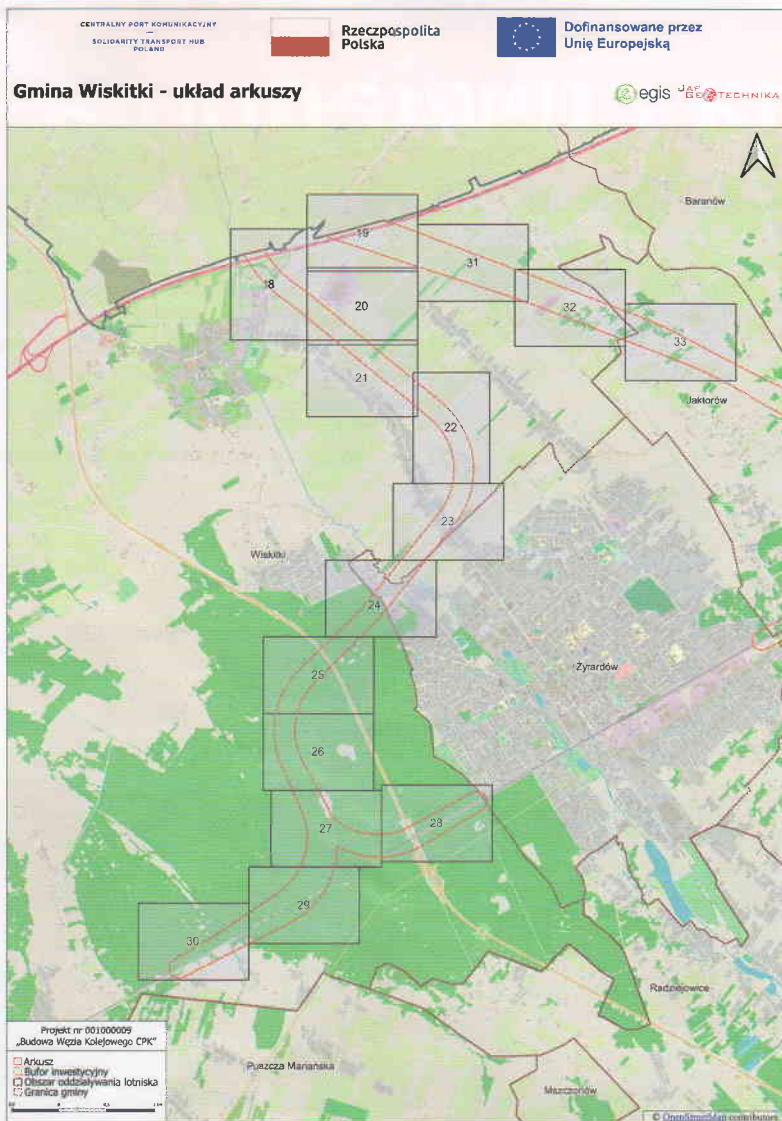 CENTRALNY PORT KOMUNIKACYJNY
SOLIDARITY TRANSPORT HUB
POLAND
Rzeczpospolita
Polska
Dofinansowane przez
Unię Europejską
Gmina Wiskitki - układ arkuszy
egis
GEOTECHNIKA
Baranów
19
31
18
20
32
33
21
Jaktorów
22
23
Wiskitki
24
Żyrardów
25
26
27
28
29
30
Radziejowice
Puszcza Mariańska
Mszczonów
Projekt nr 001000009
„Budowa Węzła Kolejowego CPK"
Arkusz
Bufor inwestycyjny
Obszar oddziaływania lotniska
Granica gminy
© OpenStreetMap contributors